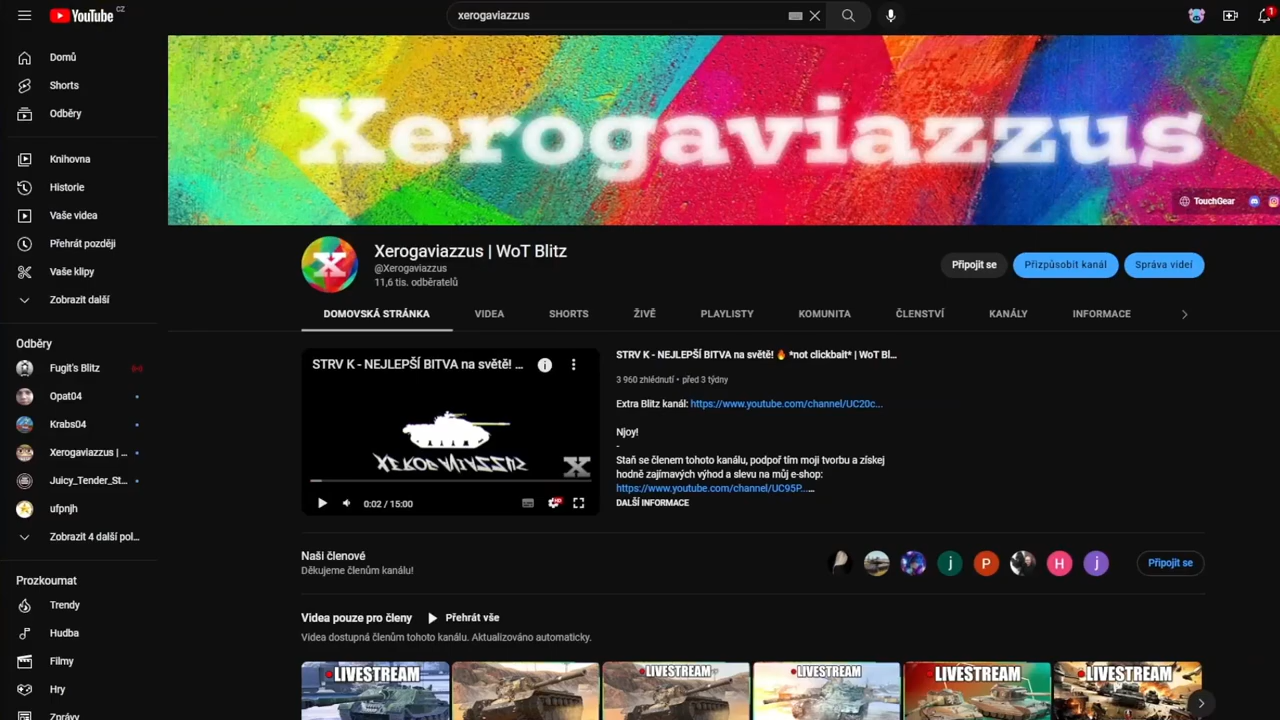 YouTube CZ
xerogaviazzus
1
Domů
Shorts
Odběry
Knihovna
Historie
Vaše videa
Přehrát později
Vaše klipy
Zobrazit další
Odběry
Fugit's Blitz
Opat04
Krabs04
Xerogaviazzus | ...
Juicy_Tender_St...
ufpnjh
Zobrazit 4 další pol...
Prozkoumat
Trendy
Hudba
Filmy
Hry
Zprávy
Xerogaviazzus
TouchGear
X
Xerogaviazzus | WoT Blitz
@Xerogaviazzus
11,6 tis. odběratelů
Připojit se
Přizpůsobit kanál
Správa videí
DOMOVSKÁ STRÁNKA
VIDEA
SHORTS
ŽIVĚ
PLAYLISTY
KOMUNITA
ČLENSTVÍ
KANÁLY
INFORMACE
STRV K - NEJLEPŠÍ BITVA na světě! ...
X
0:02 / 15:00
HD
STRV K - NEJLEPŠÍ BITVA na světě! 🔥 *not clickbait* | WoT Bl...
3 960 zhlédnutí • před 3 týdny
Extra Blitz kanál: https://www.youtube.com/channel/UC20c...
Njoy!
-
Staň se členem tohoto kanálu, podpoř tím moji tvorbu a získej
hodně zajímavých výhod a slevu na můj e-shop:
https://www.youtube.com/channel/UC95P...
...
DALŠÍ INFORMACE
Naši členové
Děkujeme členům kanálu!
j
P
H
j
Připojit se
Videa pouze pro členy
Přehrát vše
Videa dostupná členům tohoto kanálu. Aktualizováno automaticky.
LIVESTREAM
LIVESTREAM
LIVESTREAM
LIVESTREAM
LIVESTREAM